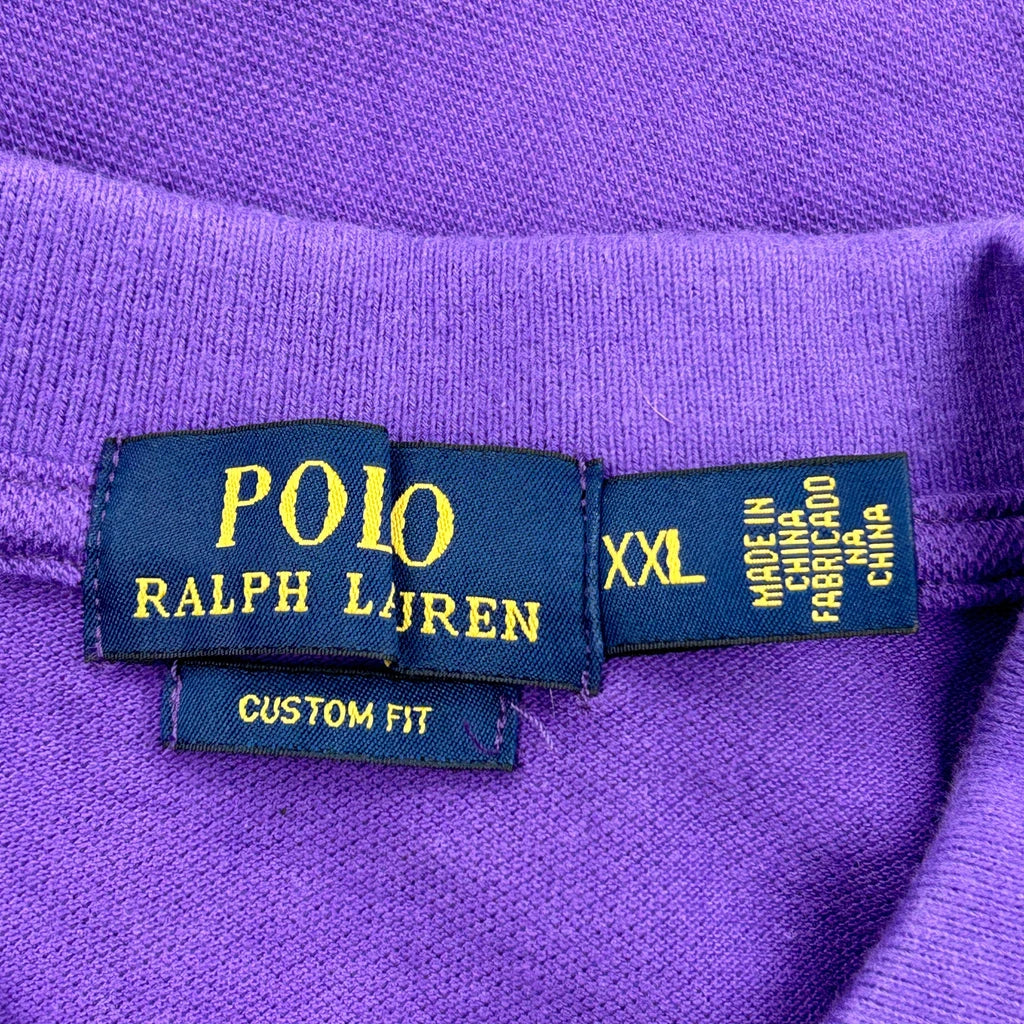 POLO
RALPH LAUREN
CUSTOM FIT
XXL
MADE IN
CHINA
FABRICADO
NA
CHINA